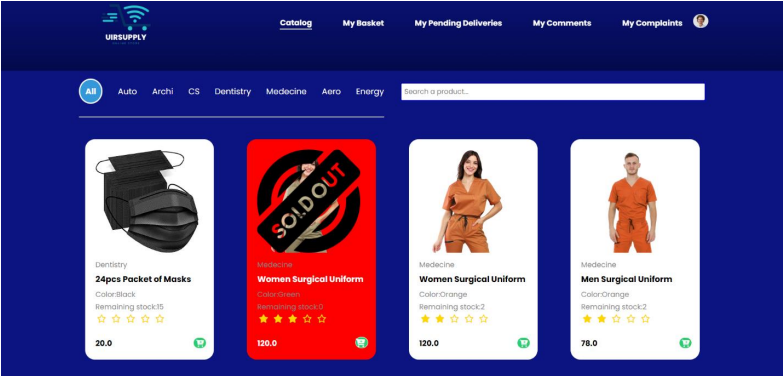 UIRSUPPLY
Catalog
My Basket
My Pending Deliveries
My Comments
My Complaints
All
Auto
Archi
CS
Dentistry
Medecine
Aero
Energy
Search a product...
Dentistry
24pcs Packet of Masks
Color:Black
Remaining stock:15
20.0
SOLD OUT
Medecine
Women Surgical Uniform
Color:Green
Remaining stock:0
120.0
Medecine
Women Surgical Uniform
Color:Orange
Remaining stock:2
120.0
Medecine
Men Surgical Uniform
Color:Orange
Remaining stock:2
78.0